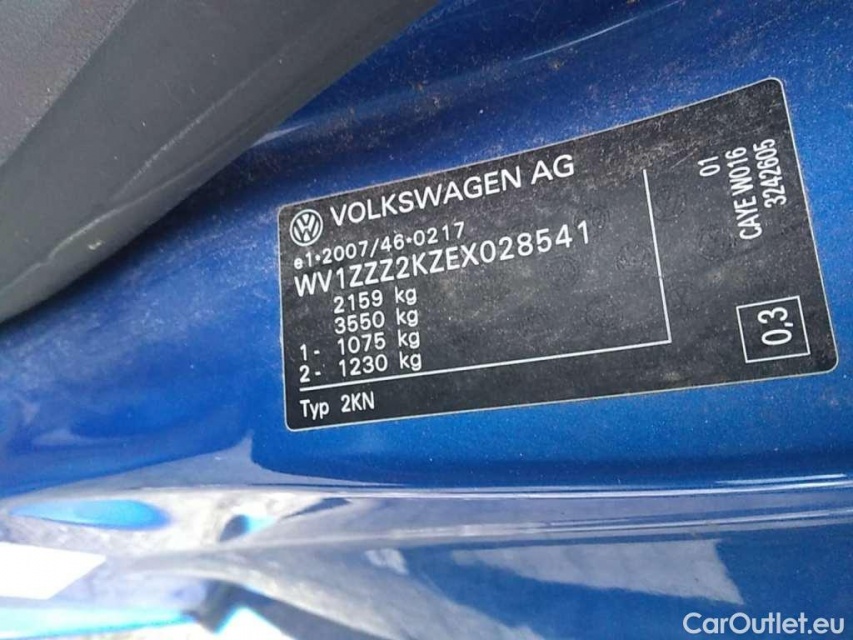 VOLKSWAGEN AG
e1*2007/46*0217
WV1ZZZ2KZEX028541
2159 kg
3550 kg
1- 1075 kg
2- 1230 kg
Typ 2KN
01
CAYE W016
3242605
0,3
CarOutlet.eu